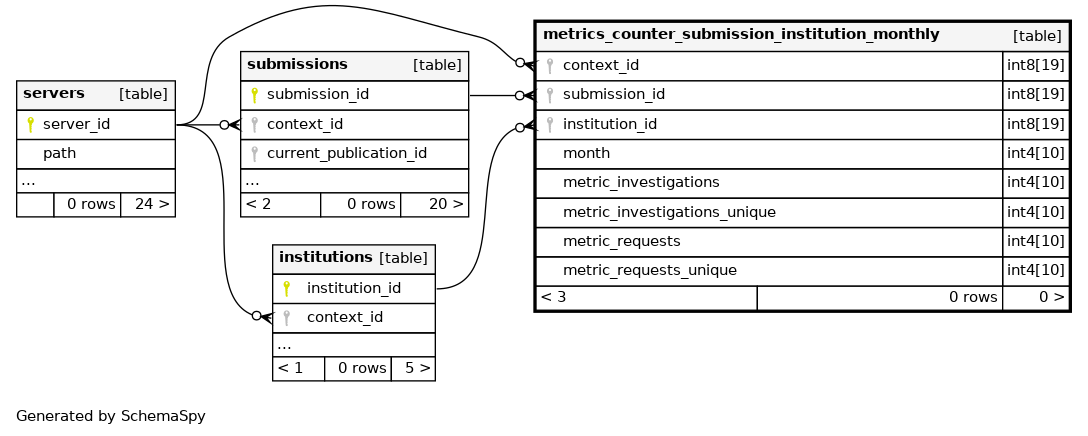 servers [table]
server_id
path
...
0 rows 24 >
submissions [table]
submission_id
context_id
current_publication_id
...
< 2 0 rows 20 >
institutions [table]
institution_id
context_id
...
< 1 0 rows 5 >
metrics_counter_submission_institution_monthly [table]
context_id int8[19]
submission_id int8[19]
institution_id int8[19]
month int4[10]
metric_investigations int4[10]
metric_investigations_unique int4[10]
metric_requests int4[10]
metric_requests_unique int4[10]
< 3 0 rows 0 >
Generated by SchemaSpy